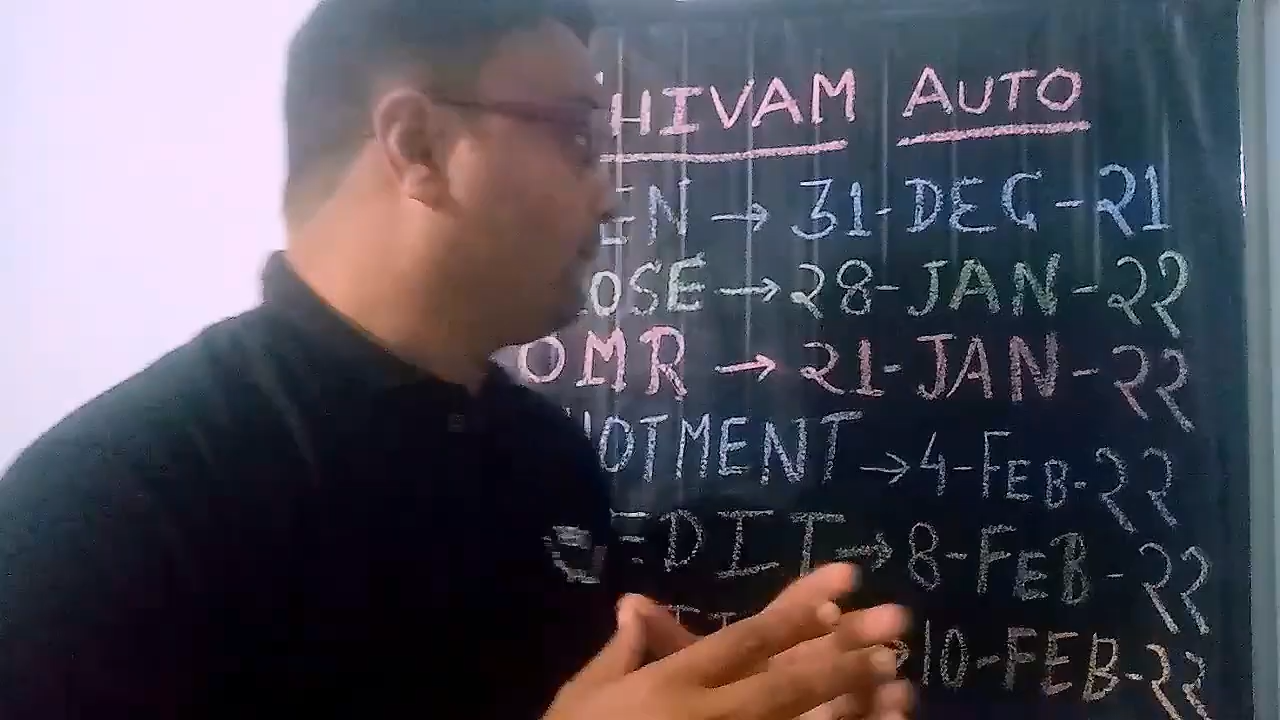 HIVAM AUTO
EN → 31-DEC-21
OSE → 28-JAN-22
OMR → 21-JAN-22
OTMENT → 4-FEB-22
EDIT → 8-FEB-22
10-FEB-22